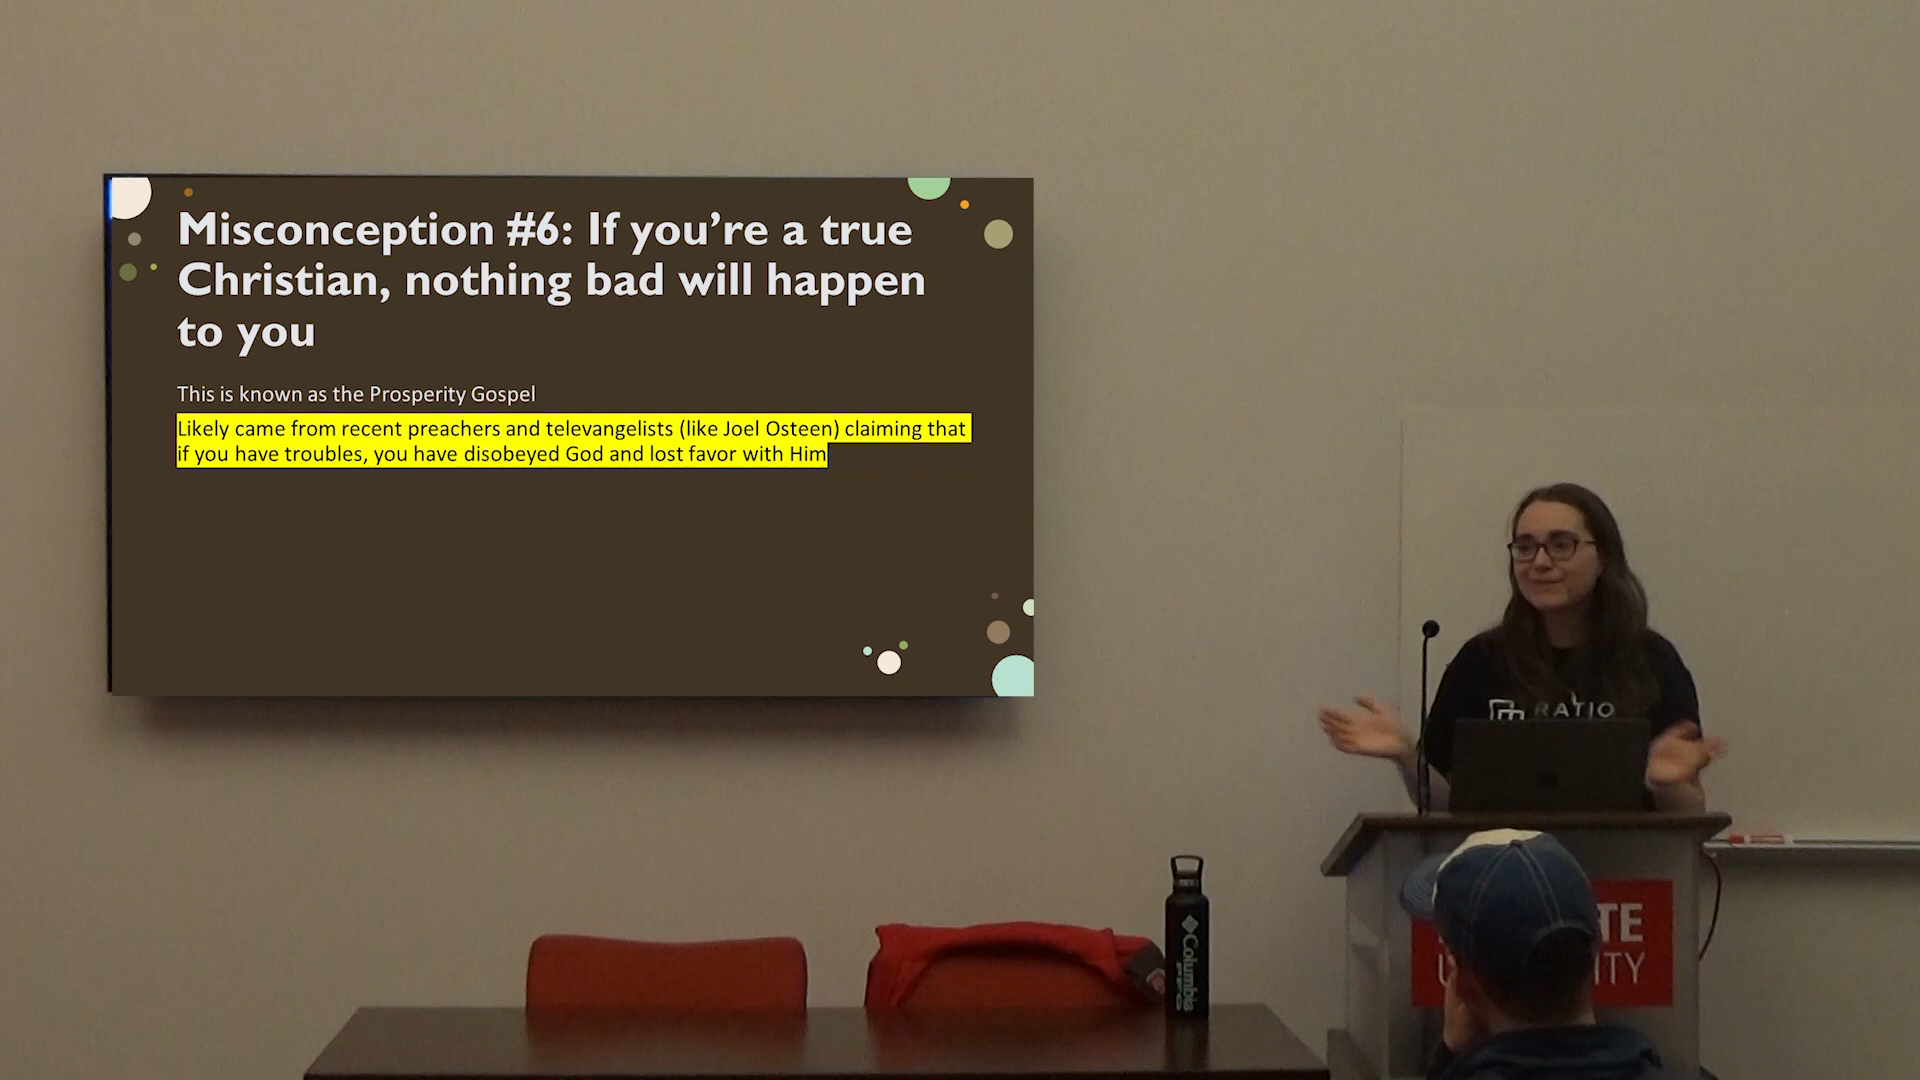 Misconception #6: If you're a true
Christian, nothing bad will happen
to you
This is known as the Prosperity Gospel
Likely came from recent preachers and televangelists (like Joel Osteen) claiming that
if you have troubles, you have disobeyed God and lost favor with Him
RATIO
Columbia
TE
U
ITY